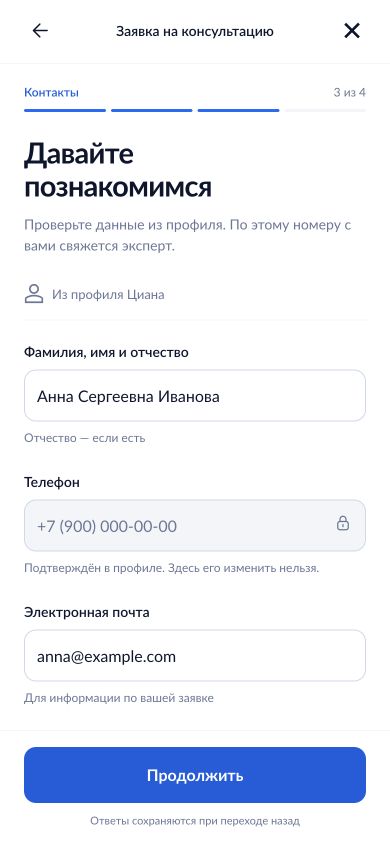 Заявка на консультацию
Контакты
3 из 4
Давайте
познакомимся
Проверьте данные из профиля. По этому номеру с
вами свяжется эксперт.
Из профиля Циана
Фамилия, имя и отчество
Анна Сергеевна Иванова
Отчество — если есть
Телефон
+7 (900) 000-00-00
Подтверждён в профиле. Здесь его изменить нельзя.
Электронная почта
anna@example.com
Для информации по вашей заявке
Продолжить
Ответы сохраняются при переходе назад